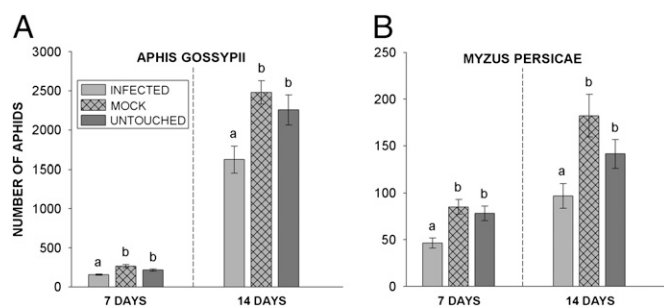 A
APHIS GOSSYPII
NUMBER OF APHIDS
3000
2500
2000
1500
1000
500
0
INFECTED
MOCK
UNTOUCHED
a
b
b
a
b
b
7 DAYS
14 DAYS
B
MYZUS PERSICAE
250
200
150
100
50
0
a
b
b
a
b
b
7 DAYS
14 DAYS